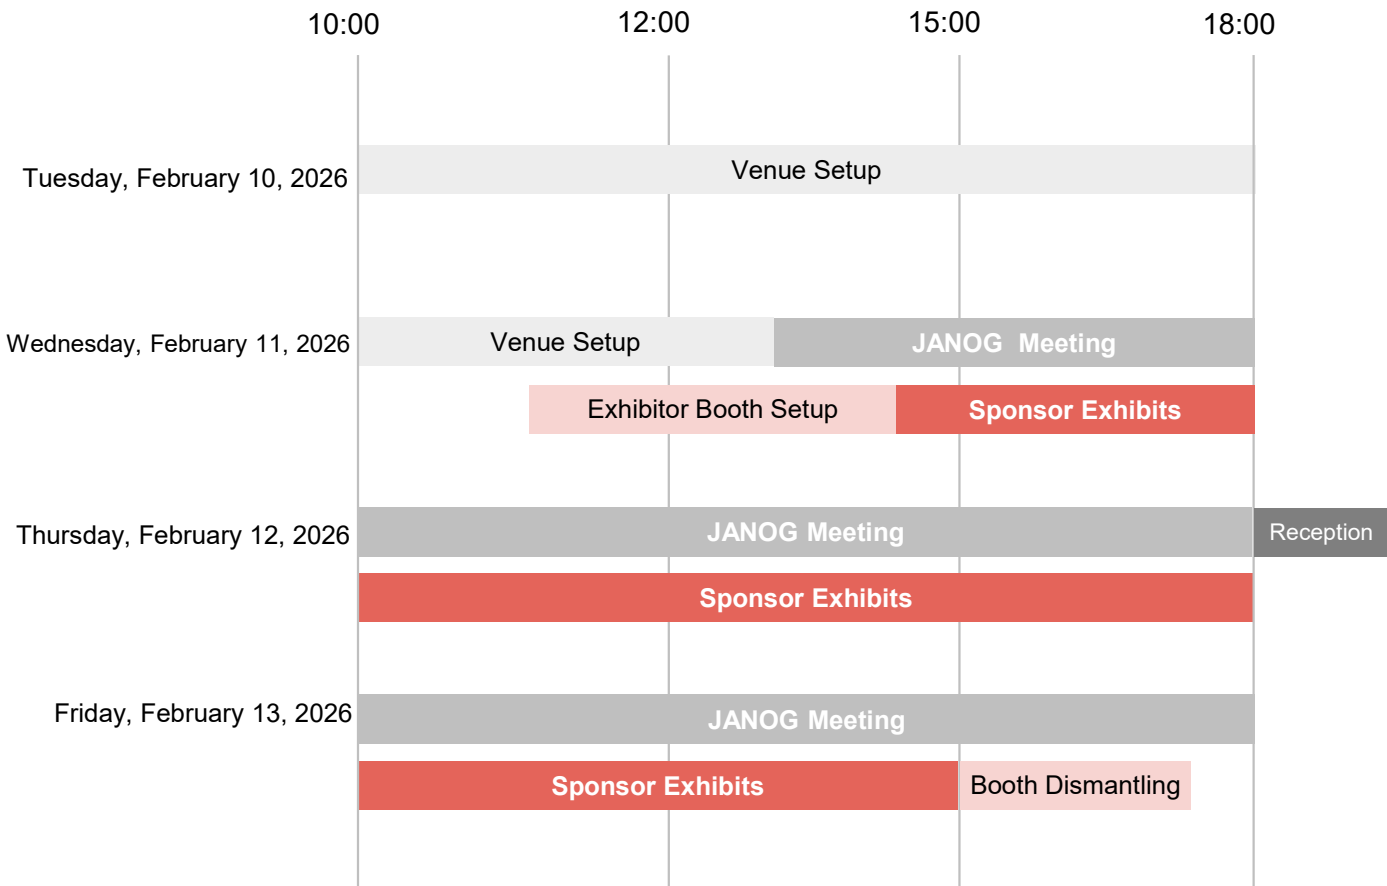 10:00
12:00
15:00
18:00
Tuesday, February 10, 2026
Venue Setup
Wednesday, February 11, 2026
Venue Setup
JANOG  Meeting
Exhibitor Booth Setup
Sponsor Exhibits
Thursday, February 12, 2026
JANOG Meeting
Reception
Sponsor Exhibits
Friday, February 13, 2026
JANOG Meeting
Sponsor Exhibits
Booth Dismantling